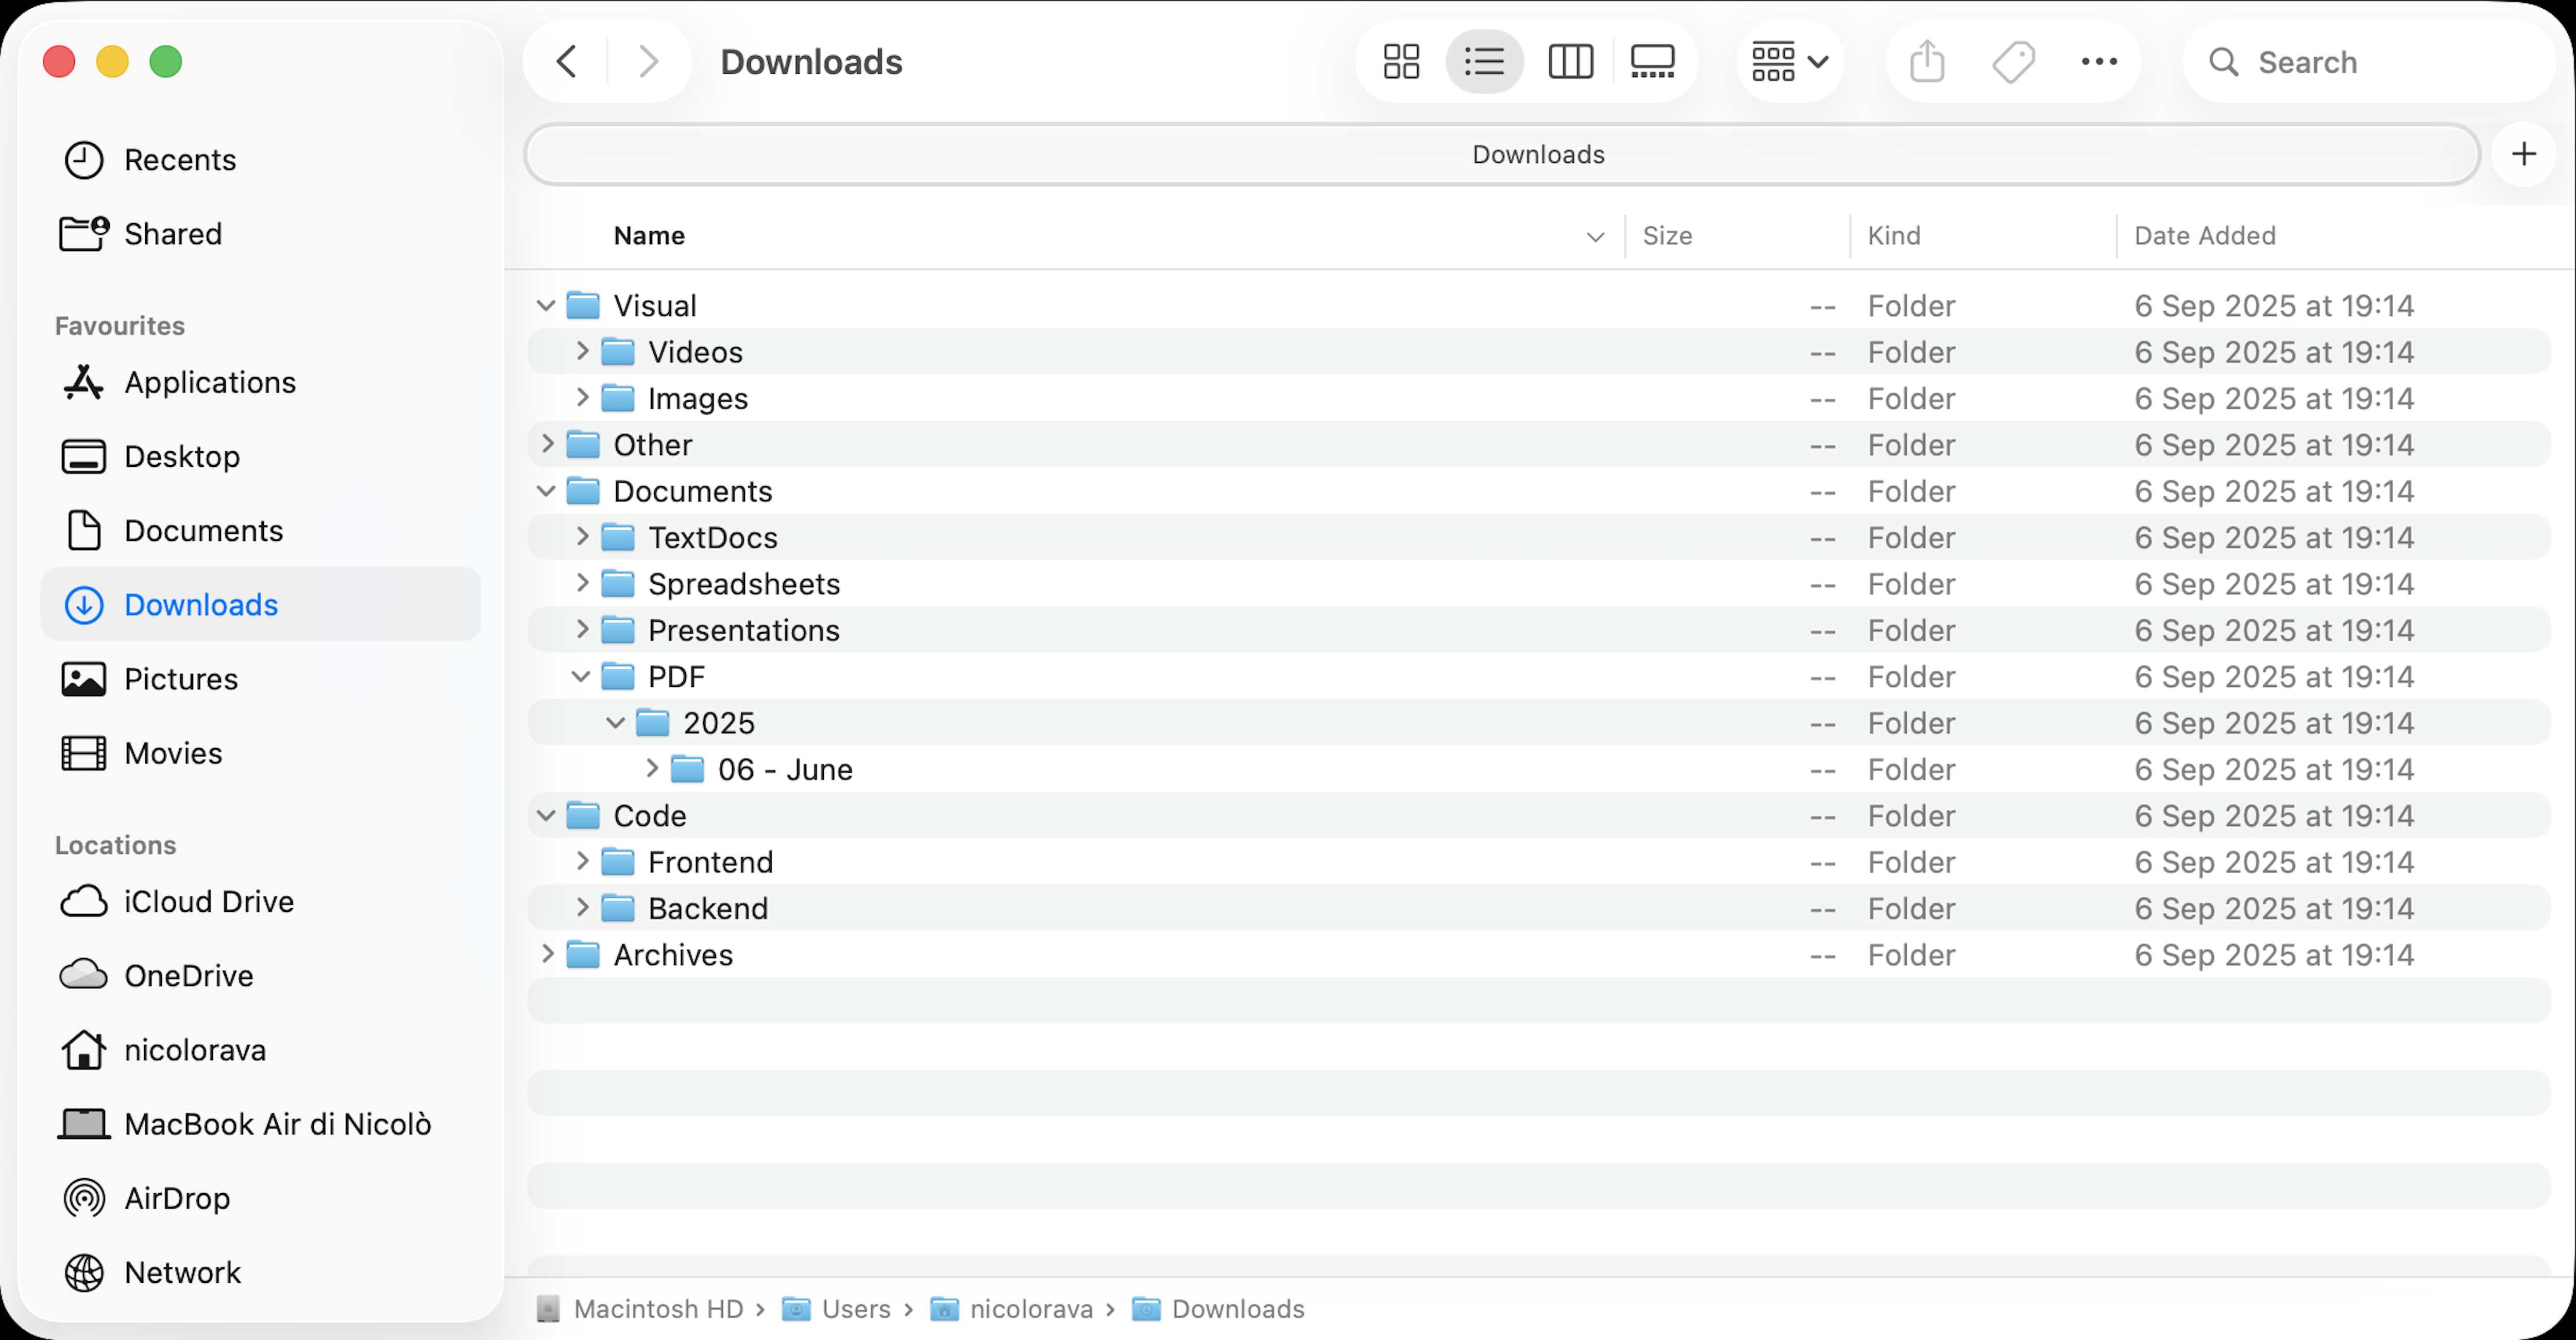 Downloads
Search
Recents
Shared
Favourites
Applications
Desktop
Documents
Downloads
Pictures
Movies
Locations
iCloud Drive
OneDrive
nicolorava
MacBook Air di Nicolò
AirDrop
Network
Downloads
Name Size Kind Date Added
Visual -- Folder 6 Sep 2025 at 19:14
Videos -- Folder 6 Sep 2025 at 19:14
Images -- Folder 6 Sep 2025 at 19:14
Other -- Folder 6 Sep 2025 at 19:14
Documents -- Folder 6 Sep 2025 at 19:14
TextDocs -- Folder 6 Sep 2025 at 19:14
Spreadsheets -- Folder 6 Sep 2025 at 19:14
Presentations -- Folder 6 Sep 2025 at 19:14
PDF -- Folder 6 Sep 2025 at 19:14
2025 -- Folder 6 Sep 2025 at 19:14
06 - June -- Folder 6 Sep 2025 at 19:14
Code -- Folder 6 Sep 2025 at 19:14
Frontend -- Folder 6 Sep 2025 at 19:14
Backend -- Folder 6 Sep 2025 at 19:14
Archives -- Folder 6 Sep 2025 at 19:14
Macintosh HD › Users › nicolorava › Downloads